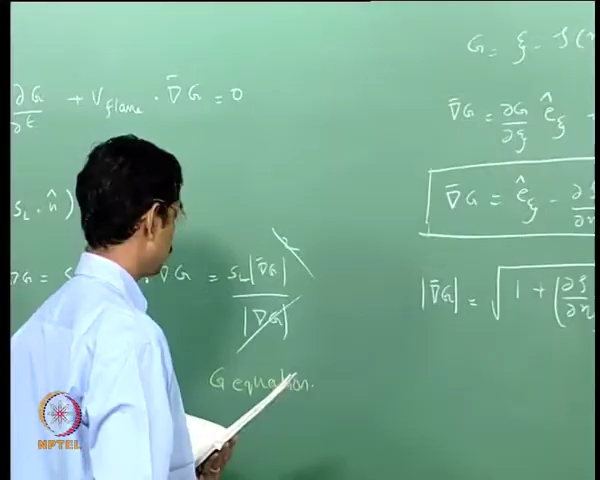 ∂G/∂t + V_flame · ∇̄G = 0
S_L · n̂)
∂G = S ∇G = S_L|∇̄G| / |∇G|
G equation.
G = ξ - ζ(
∇̄G = ∂G/∂ξ ê_ξ
∇̄G = ê_ξ - ∂ζ/∂η
|∇̄G| = √1 + (∂ζ/∂η
NPTEL